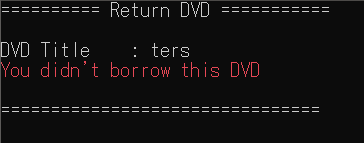 ========== Return DVD ===========
DVD Title    : ters
You didn't borrow this DVD
================================